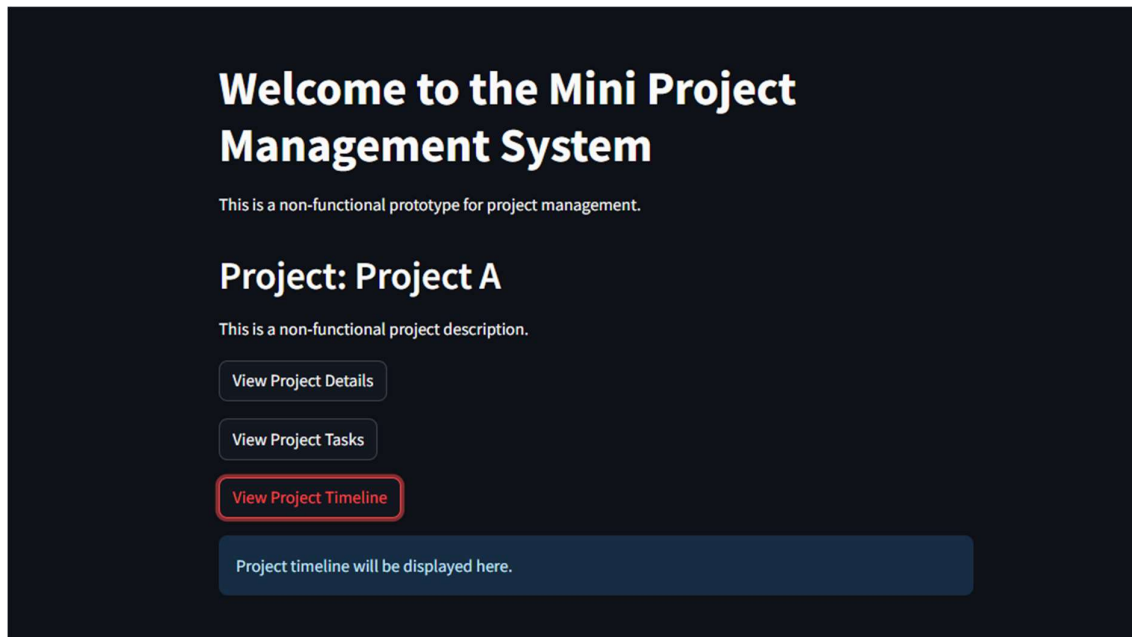 Welcome to the Mini Project
Management System
This is a non-functional prototype for project management.
Project: Project A
This is a non-functional project description.
View Project Details
View Project Tasks
View Project Timeline
Project timeline will be displayed here.